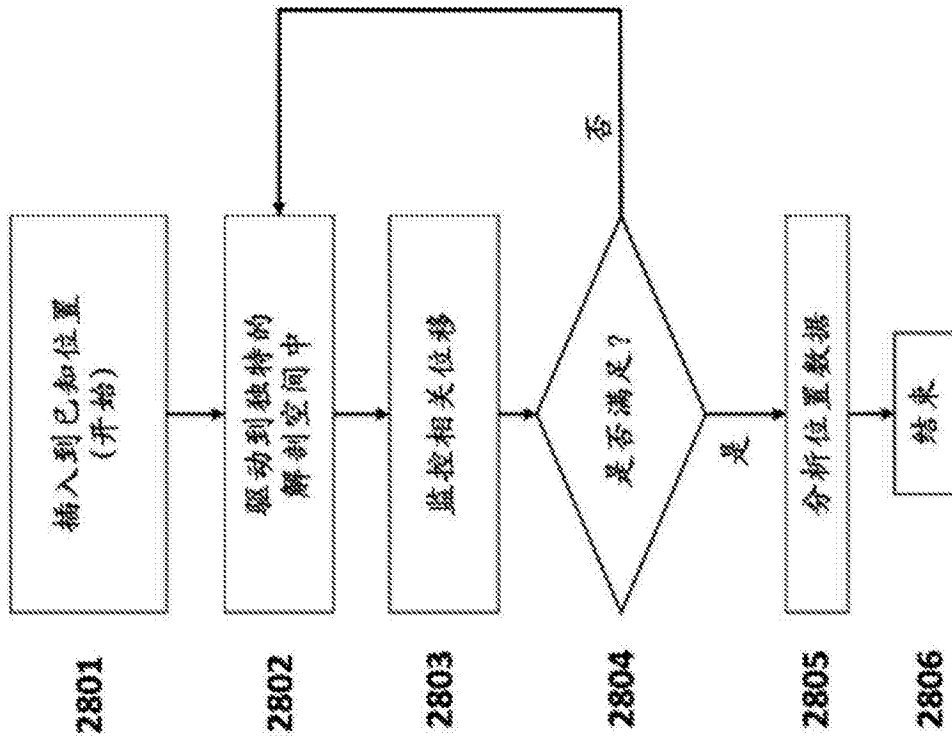 2801
插入到已知位置
(开始)
2802
驱动到独特的
解剖空间中
2803
监控相关位移
2804
是否满足?
否
是
2805
分析位置数据
2806
结束